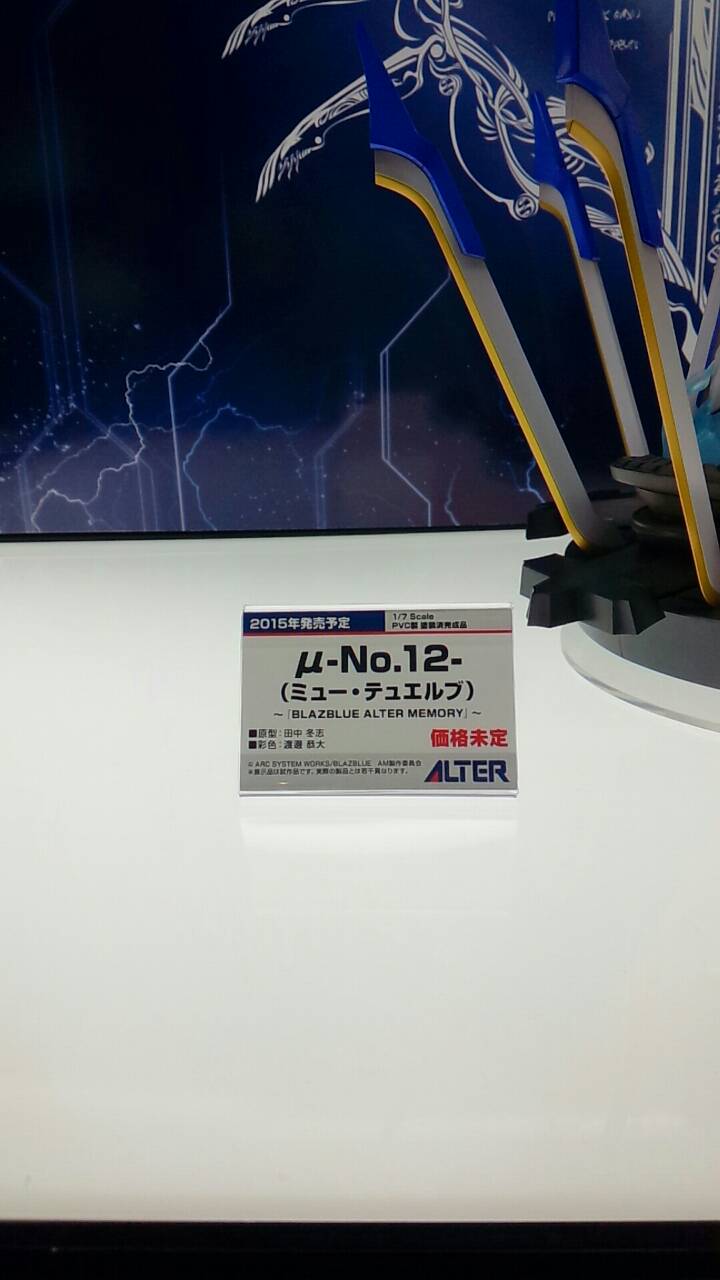 2015年発売予定
1/7 Scale
PVC製 塗装済完成品
μ-No.12-
(ミュー・テュエルブ)
～「BLAZBLUE ALTER MEMORY」～
■原型：田中 冬志
■彩色：渡邊 恭大
価格未定
© ARC SYSTEM WORKS/BLAZBLUE AM製作委員会
※展示品は試作品です。実際の製品とは若干異なります。
ALTER